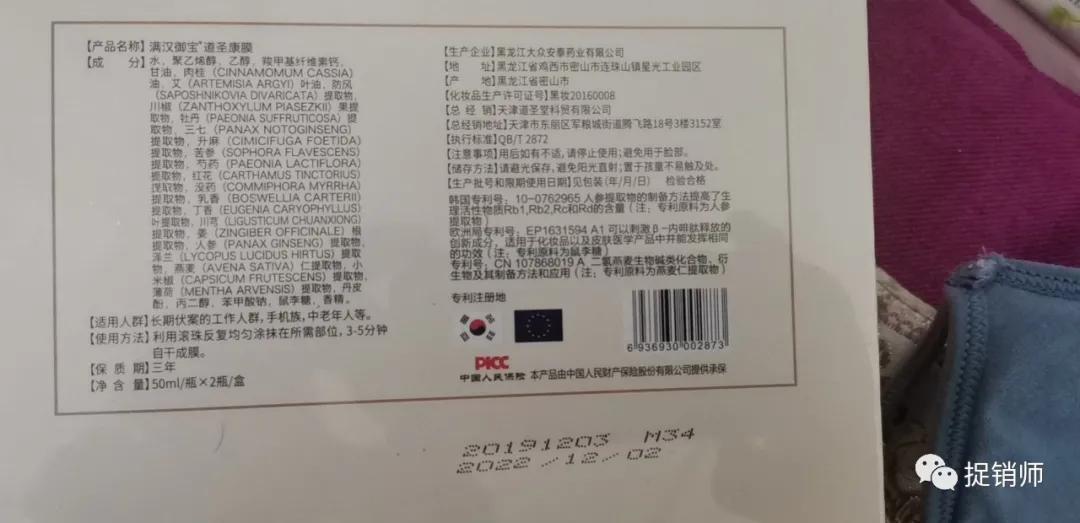 【产品名称】满汉御宝®道圣康膜
【成　　分】水，聚乙烯醇，乙醇，羧甲基纤维素钙，
甘油，肉桂（CINNAMOMUM CASSIA）
油，艾（ARTEMISIA ARGYI）叶油，防风
（SAPOSHNIKOVIA DIVARICATA）提取物，
川椒（ZANTHOXYLUM PIASEZKII）果提
取物，牡丹（PAEONIA SUFFRUTICOSA）提
取物，三七（PANAX NOTOGINSENG）
提取物，升麻（CIMICIFUGA FOETIDA）
提取物，苦参（SOPHORA FLAVESCENS）
提取物，芍药（PAEONIA LACTIFLORA）
提取物，红花（CARTHAMUS TINCTORIUS）
提取物，没药（COMMIPHORA MYRRHA）
提取物，乳香（BOSWELLIA CARTERII）
提取物，丁香（EUGENIA CARYOPHYLLUS）
叶提取物，川芎（LIGUSTICUM CHUANXIONG）
提取物，姜（ZINGIBER OFFICINALE）根
提取物，人参（PANAX GINSENG）提取物，
泽兰（LYCOPUS LUCIDUS HIRTUS）提取
物，燕麦（AVENA SATIVA）仁提取物，小
米椒（CAPSICUM FRUTESCENS）提取物，
薄荷（MENTHA ARVENSIS）提取物，丹皮
酚，丙二醇，苯甲酸钠，鼠李糖，香精。
【适用人群】长期伏案的工作人群，手机族，中老年人等。
【使用方法】利用滚珠反复均匀涂抹在所需部位，3-5分钟
自干成膜。
【保　质　期】三年
【净　含　量】50ml/瓶×2瓶/盒
【生产企业】黑龙江大众安泰药业有限公司
【地　　址】黑龙江省鸡西市密山市连珠山镇星光工业园区
【产　　地】黑龙江省密山市
【化妆品生产许可证号】黑妆20160008
【总 经 销】天津道圣堂科贸有限公司
【总经销地址】天津市东丽区军粮城街道腾飞路18号3楼3152室
【执行标准】QB/T 2872
【注意事项】用后如有不适，请停止使用；避免用于脸部。
【储存方法】请避光保存，避免阳光直射；置于孩童不易触及处。
【生产批号和限期使用日期】见包装（年/月/日）　检验合格
韩国专利号：10-0762965 人参提取物的制备方法提高了生
理活性物质Rb1,Rb2,Rc和Rd的含量（注：专利原料为人参
提取物）
欧洲局专利号：EP1631594 A1 可以刺激β-内啡肽释放的
创新成分，适用于化妆品以及皮肤医学产品中并能发挥相同
的功效（注：专利原料为鼠李糖）
专利号：CN 107868019 A 二氢燕麦生物碱类化合物，衍
生物及其制备方法和应用（注：专利原料为燕麦仁提取物）
专利注册地
6 936930 002873
PICC
中国人民保险 本产品由中国人民财产保险股份有限公司提供承保
20191203 M34
2022/12/02
捉销师